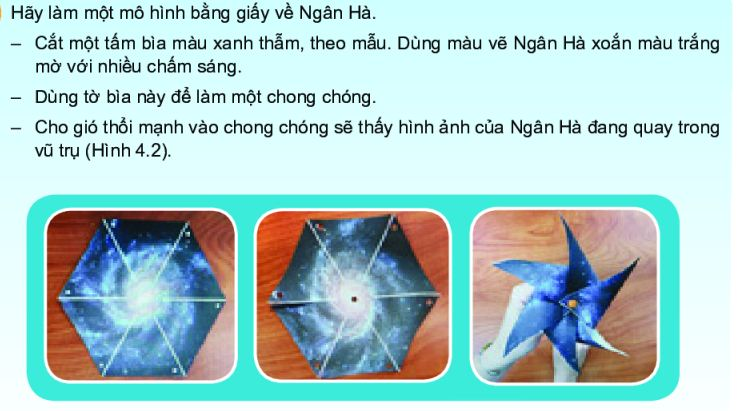 Hãy làm một mô hình bằng giấy về Ngân Hà.
– Cắt một tấm bìa màu xanh thẫm, theo mẫu. Dùng màu vẽ Ngân Hà xoắn màu trắng
mờ với nhiều chấm sáng.
– Dùng tờ bìa này để làm một chong chóng.
– Cho gió thổi mạnh vào chong chóng sẽ thấy hình ảnh của Ngân Hà đang quay trong
vũ trụ (Hình 4.2).